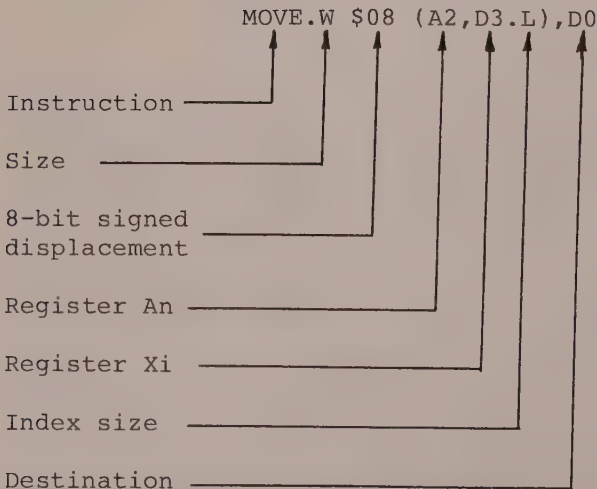 MOVE.W $08 (A2,D3.L),D0
Instruction
Size
8-bit signed
displacement
Register An
Register Xi
Index size
Destination